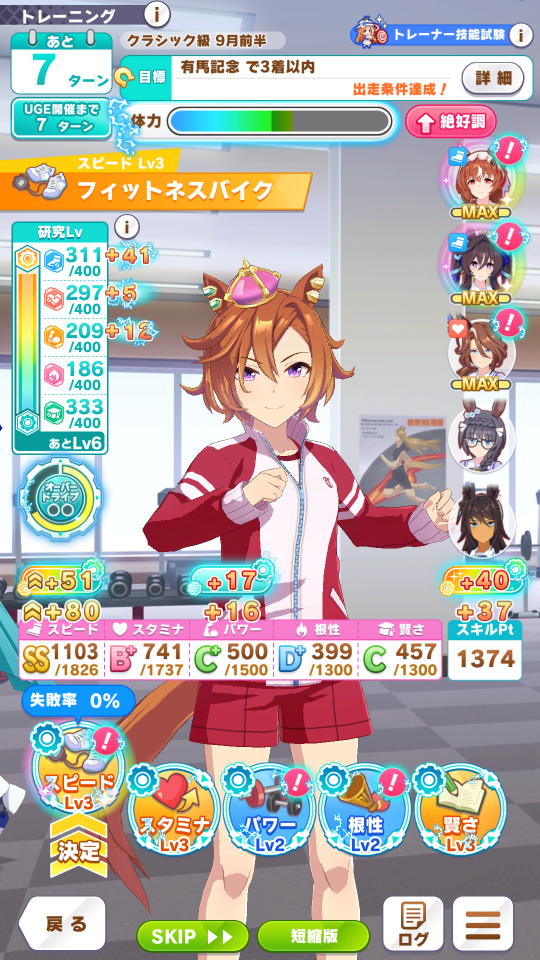 トレーニング i
あと
7 ターン
クラシック級 9月前半
トレーナー技能試験 i
目標
有馬記念 で3着以内
出走条件達成！
詳細
UGE開催まで
7 ターン
体力
絶好調
スピード Lv3
フィットネスバイク
研究Lv
i
311 +41
/400
297 +5
/400
209 +12
/400
186
/400
333
/400
あとLv6
オーバー
ドライブ
MAX
MAX
MAX
+51 +17 +40
+80 +16 +37
スピード スタミナ パワー 根性 賢さ スキルPt
SS 1103 B+ 741 C+ 500 D+ 399 C 457 1374
/1826 /1737 /1500 /1300 /1300
失敗率 0%
スピード
Lv3
スタミナ
Lv3
パワー
Lv2
根性
Lv2
賢さ
Lv3
決定
戻る
SKIP
短縮版
ログ